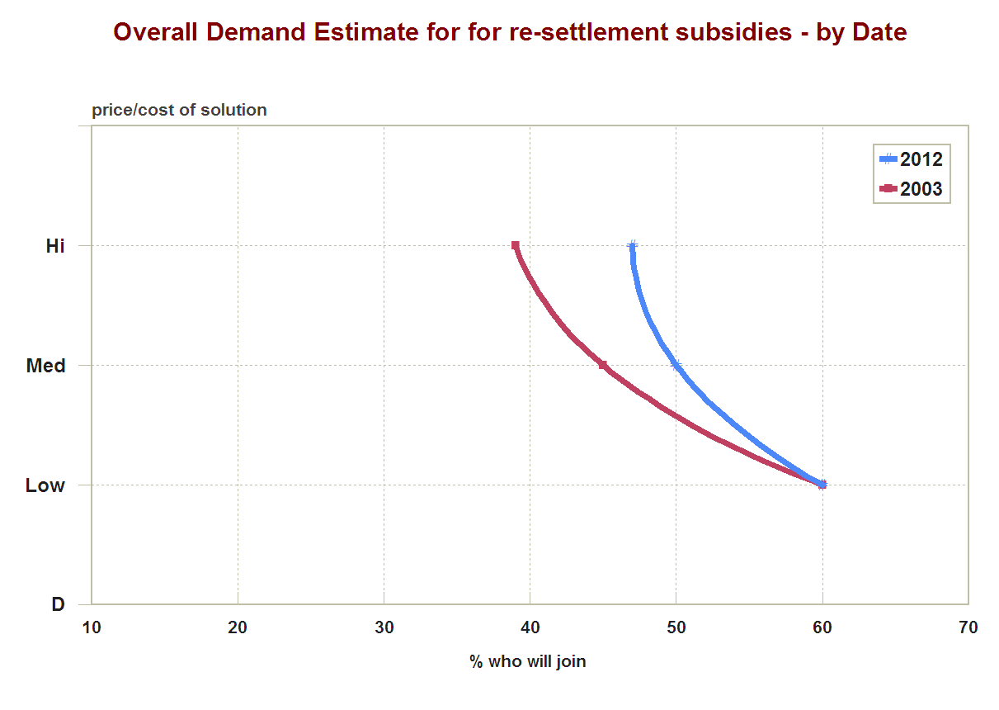 Overall Demand Estimate for for re-settlement subsidies - by Date
price/cost of solution
2012
2003
Hi
Med
Low
D
10 20 30 40 50 60 70
% who will join